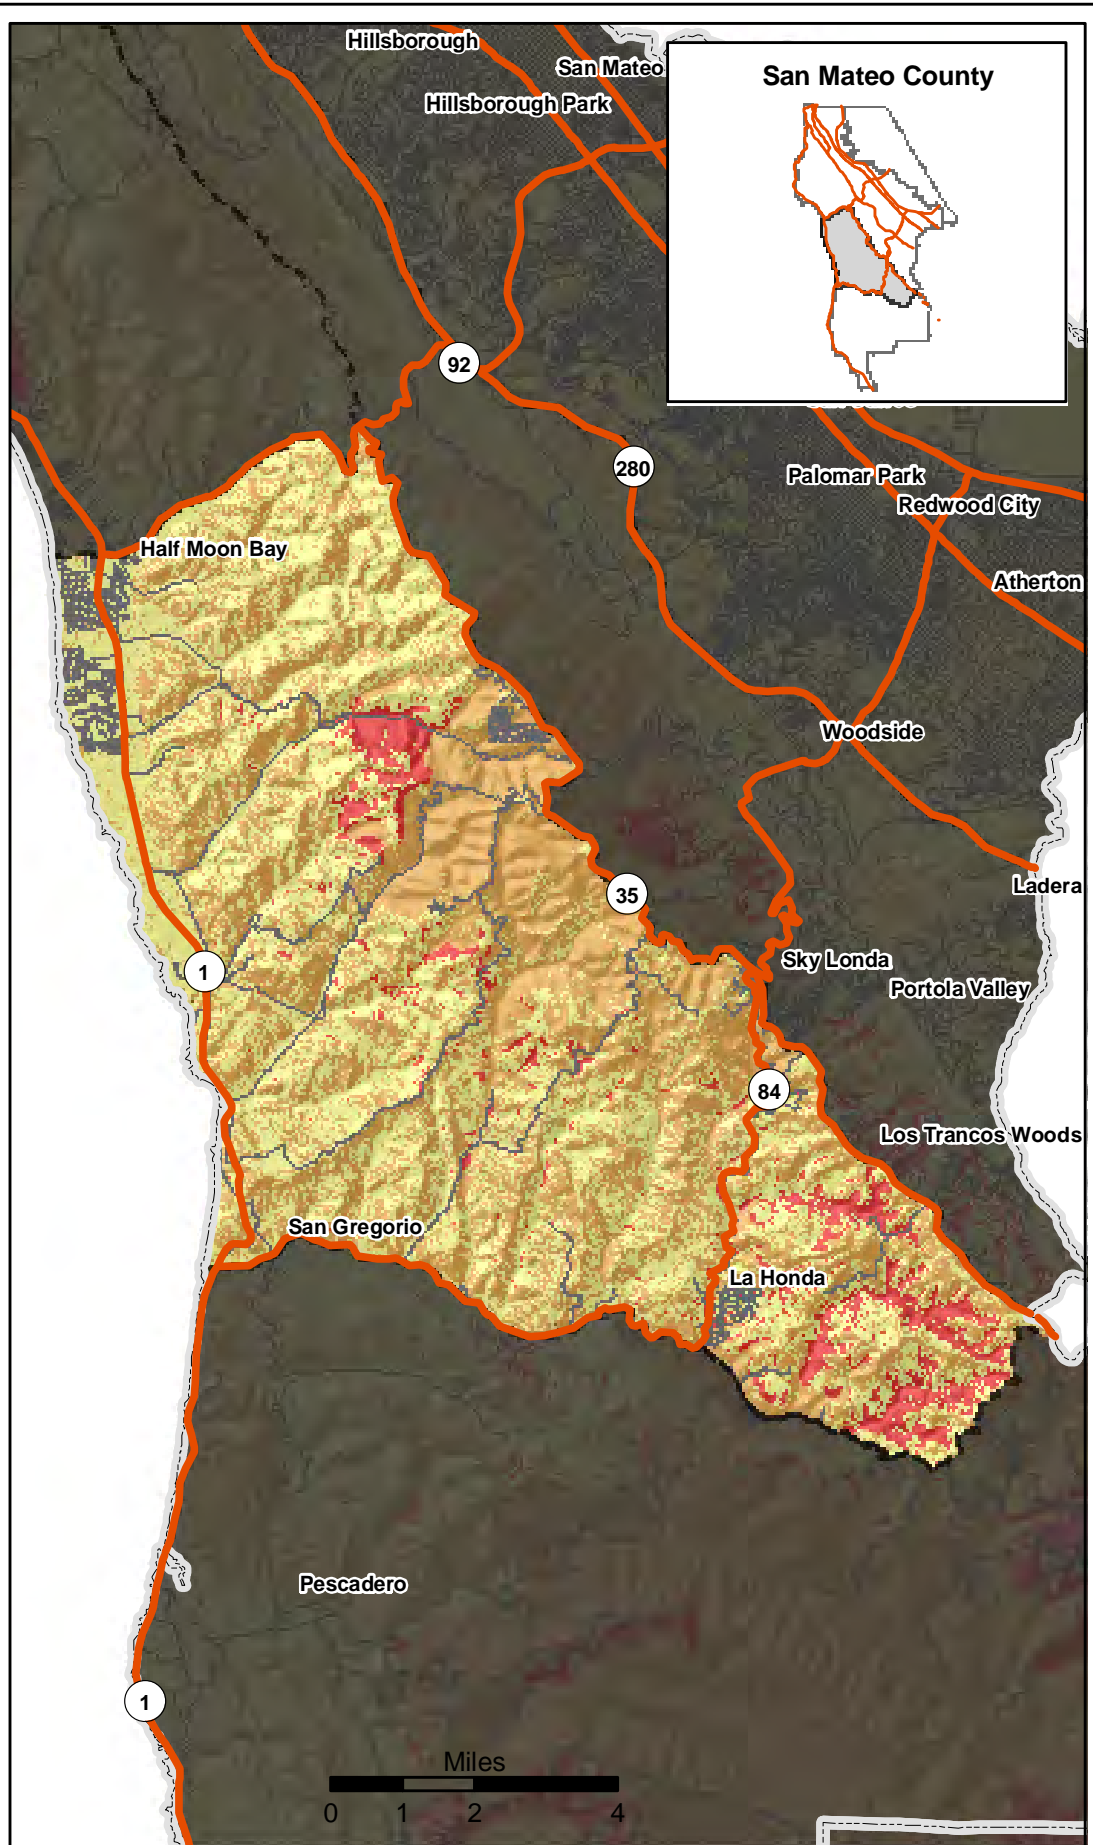 Hillsborough
San Mateo
Hillsborough Park
San Mateo County
92
280
Palomar Park
Redwood City
Half Moon Bay
Atherton
Woodside
35
Ladera
1
Sky Londa
Portola Valley
84
Los Trancos Woods
San Gregorio
La Honda
Pescadero
1
Miles
0 1 2 4